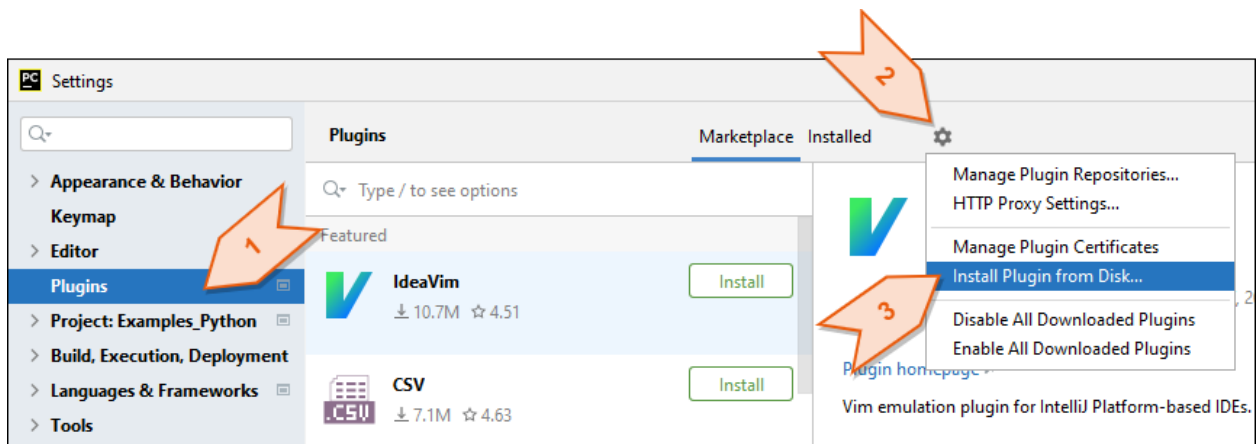 2
PC Settings
Plugins
Marketplace Installed
Appearance & Behavior
Keymap
Editor
Plugins
Project: Examples_Python
Build, Execution, Deployment
Languages & Frameworks
Tools
1
Type / to see options
Featured
IdeaVim
10.7M 4.51
Install
.CSV
CSV
7.1M 4.63
Install
Manage Plugin Repositories...
HTTP Proxy Settings...
Manage Plugin Certificates
Install Plugin from Disk...
3
, 2
Disable All Downloaded Plugins
Enable All Downloaded Plugins
Plugin homepage
Vim emulation plugin for IntelliJ Platform-based IDEs.